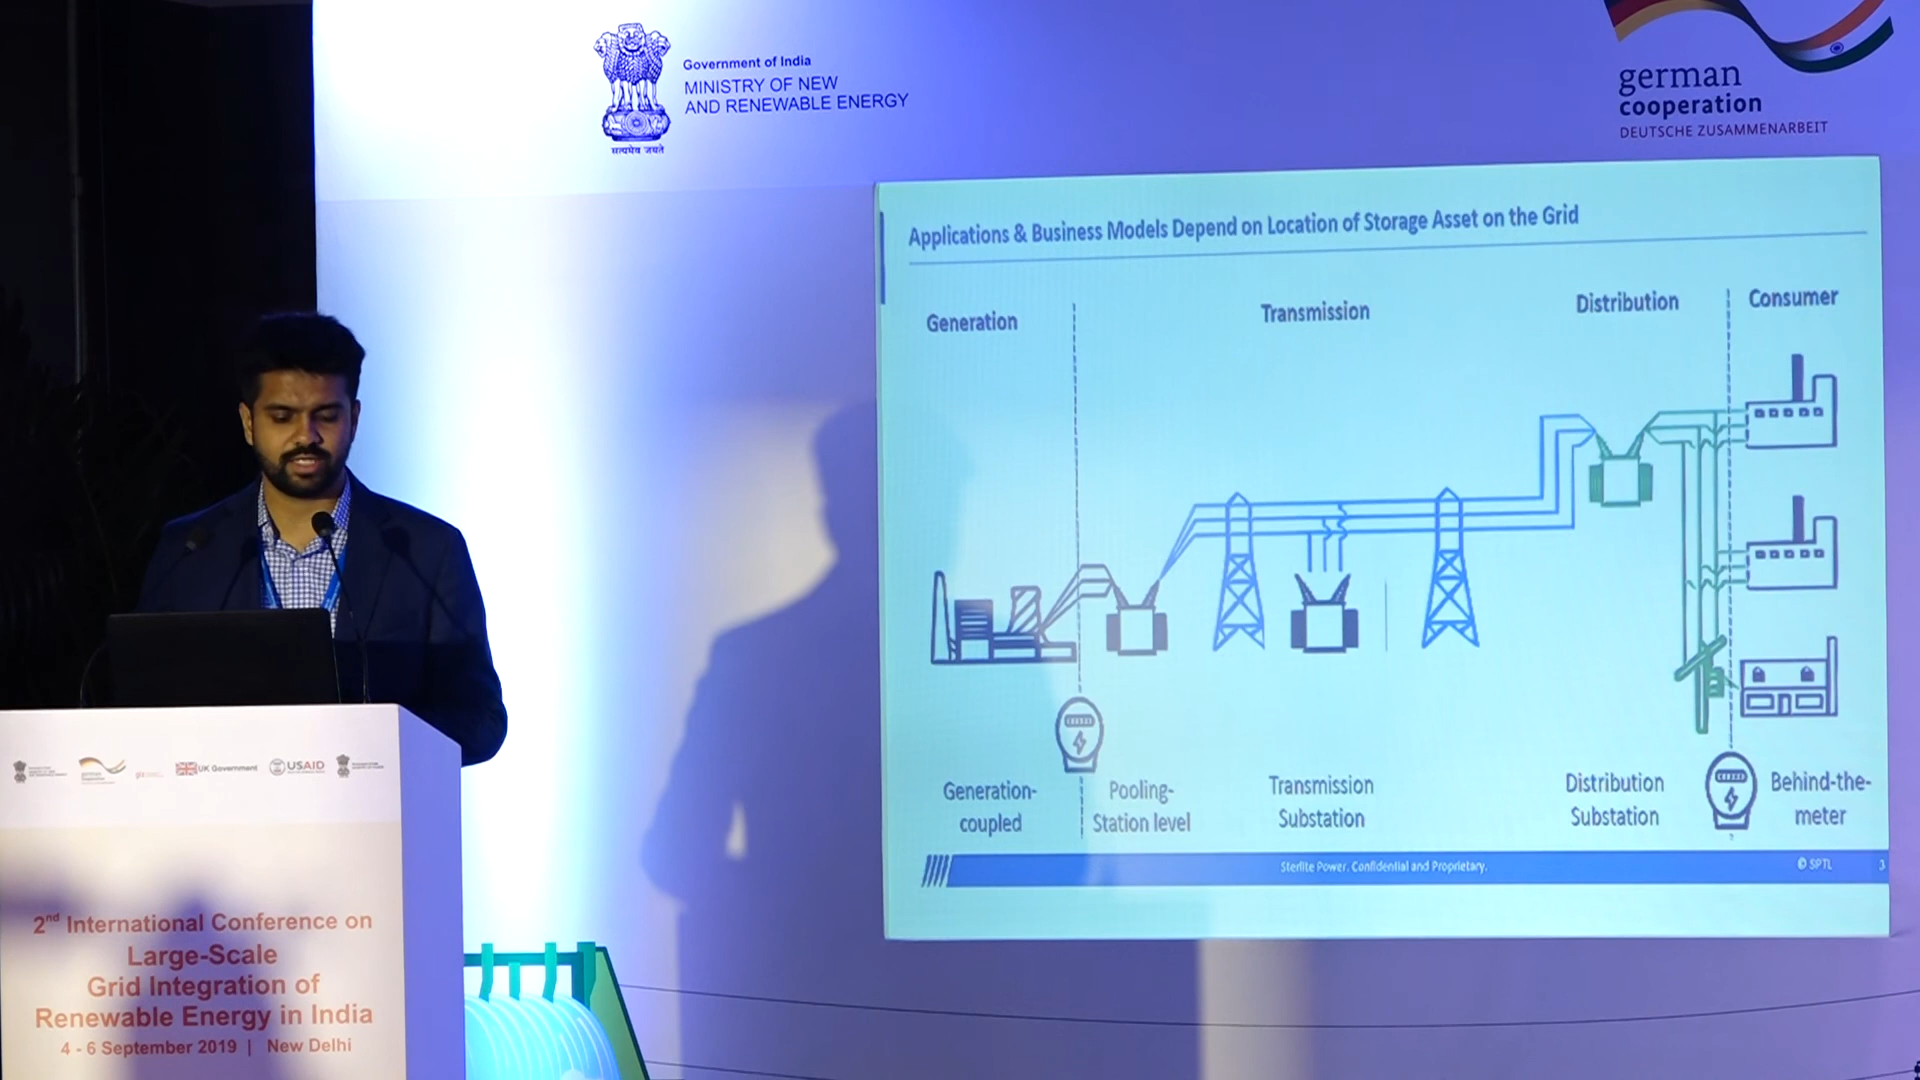 Government of India
MINISTRY OF NEW
AND RENEWABLE ENERGY
सत्यमेव जयते
german
cooperation
DEUTSCHE ZUSAMMENARBEIT
Applications & Business Models Depend on Location of Storage Asset on the Grid
Generation
Transmission
Distribution
Consumer
Generation-
coupled
Pooling-
Station level
Transmission
Substation
Distribution
Substation
Behind-the-
meter
Sterlite Power. Confidential and Proprietary.
© SPTL
3
german
cooperation
giz
UK Government
USAID
2nd International Conference on
Large-Scale
Grid Integration of
Renewable Energy in India
4 - 6 September 2019 | New Delhi